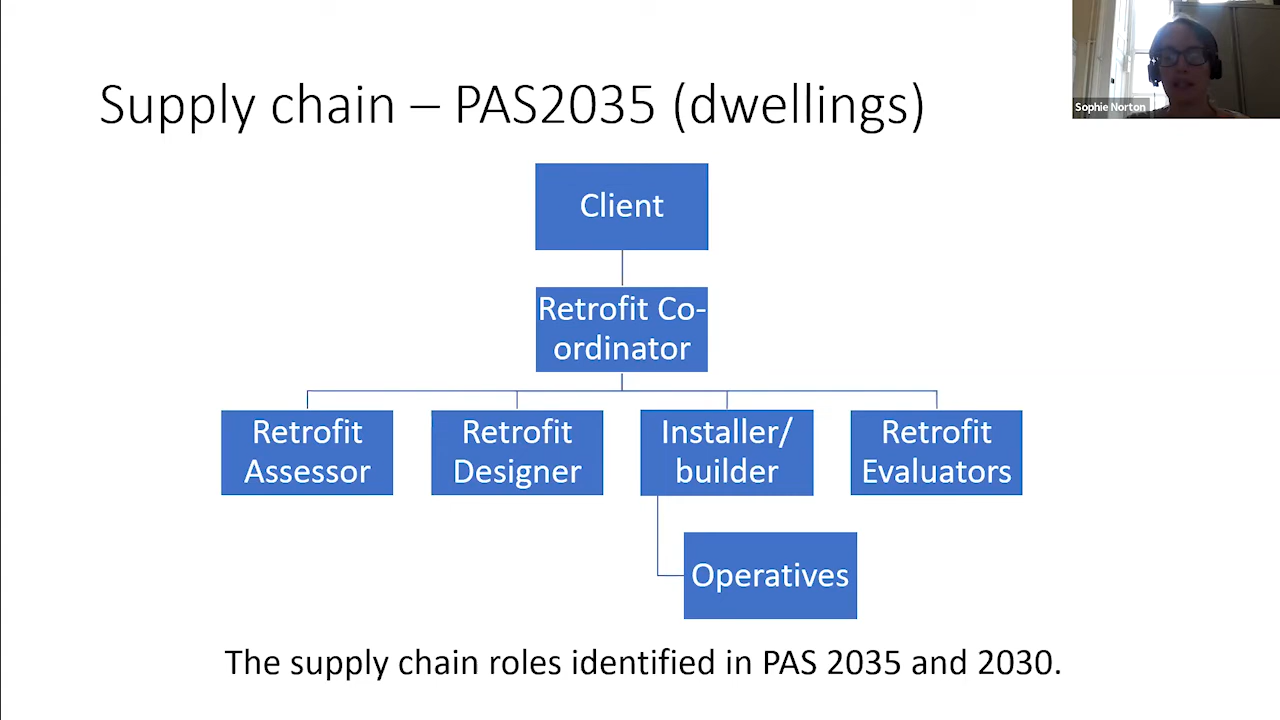 Supply chain – PAS2035 (dwellings)
Sophie Norton
Client
Retrofit Co-
ordinator
Retrofit
Assessor
Retrofit
Designer
Installer/
builder
Retrofit
Evaluators
Operatives
The supply chain roles identified in PAS 2035 and 2030.